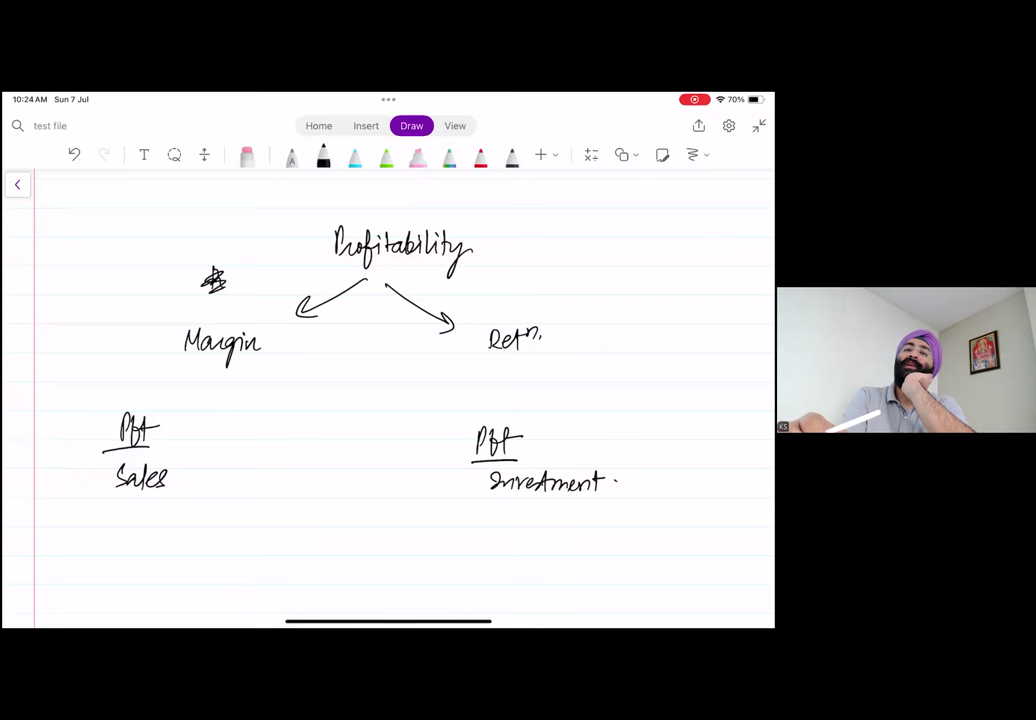 10:24 AM Sun 7 Jul
70%
test file
Home Insert Draw View
Profitability
Margin
Retn.
Pft
Sales
Pft
Investment.
KS